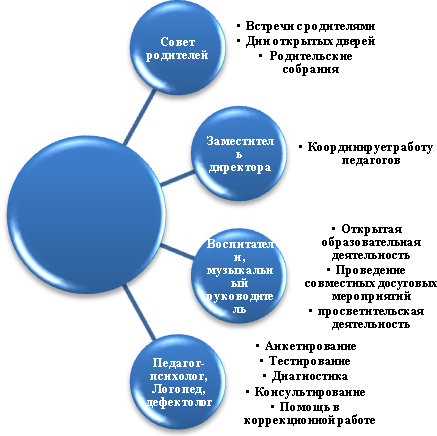 Совет
родителей
• Встречи с родителями
• Дни открытых дверей
• Родительские
собрания
Заместител
ь
директора
• Координирует работу
педагогов
Воспитател
и,
музыкальн
ый
руководите
ль
• Открытая
образовательная
деятельность
• Проведение
совместных досуговых
мероприятий
• просветительская
деятельность
Педагог-
психолог,
Логопед,
дефектолог
• Анкетирование
• Тестирование
• Диагностика
• Консультирование
• Помощь в
коррекционной работе